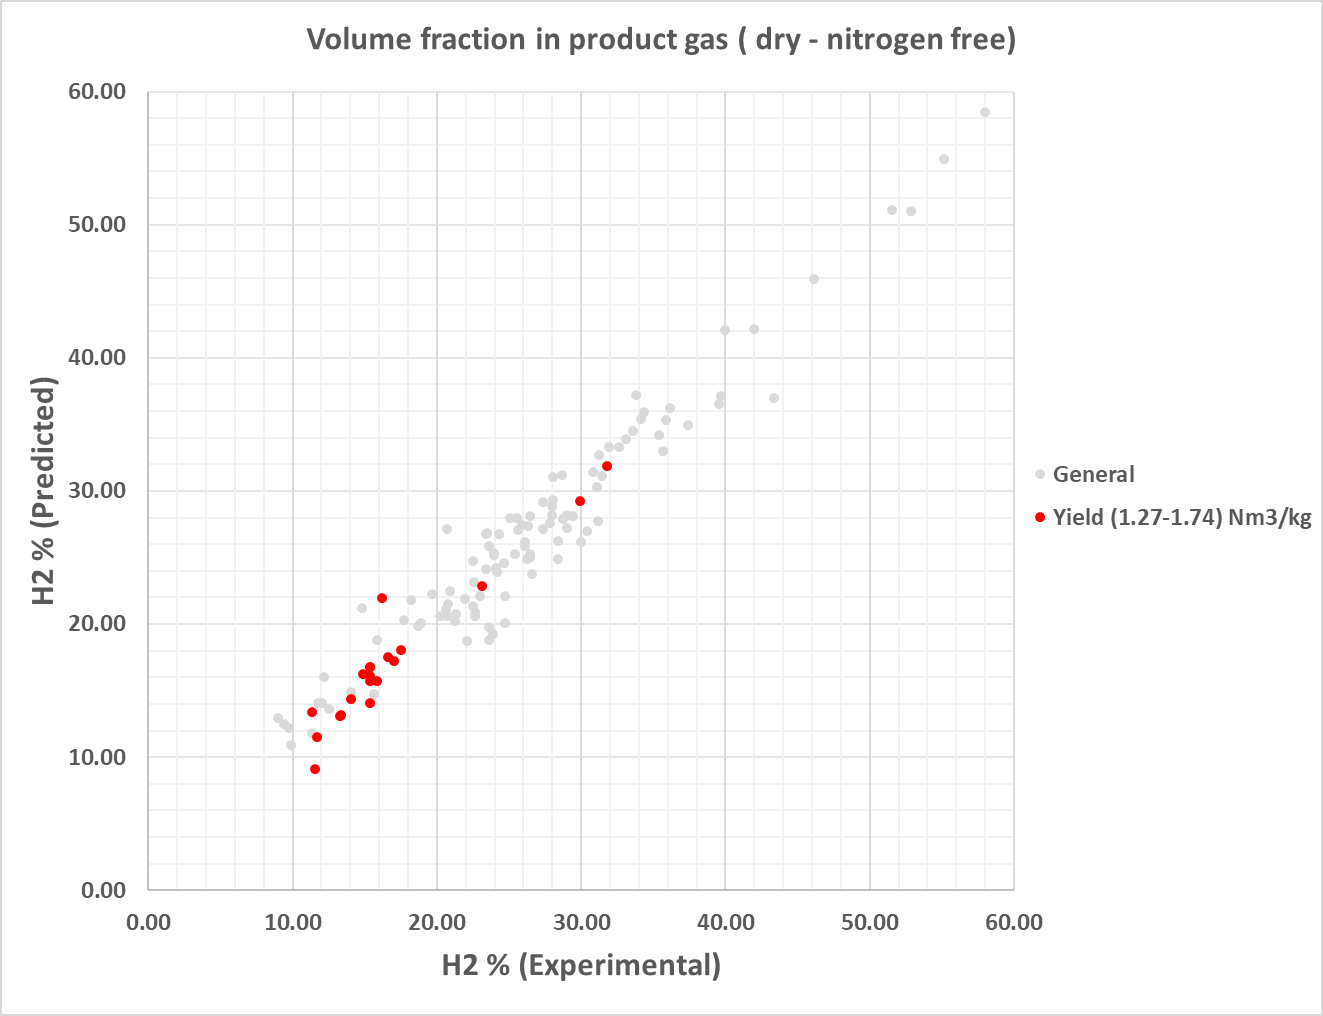 Volume fraction in product gas ( dry - nitrogen free)
60.00
50.00
40.00
30.00
20.00
10.00
0.00
H2 % (Predicted)
0.00 10.00 20.00 30.00 40.00 50.00 60.00
H2 % (Experimental)
General
Yield (1.27-1.74) Nm3/kg